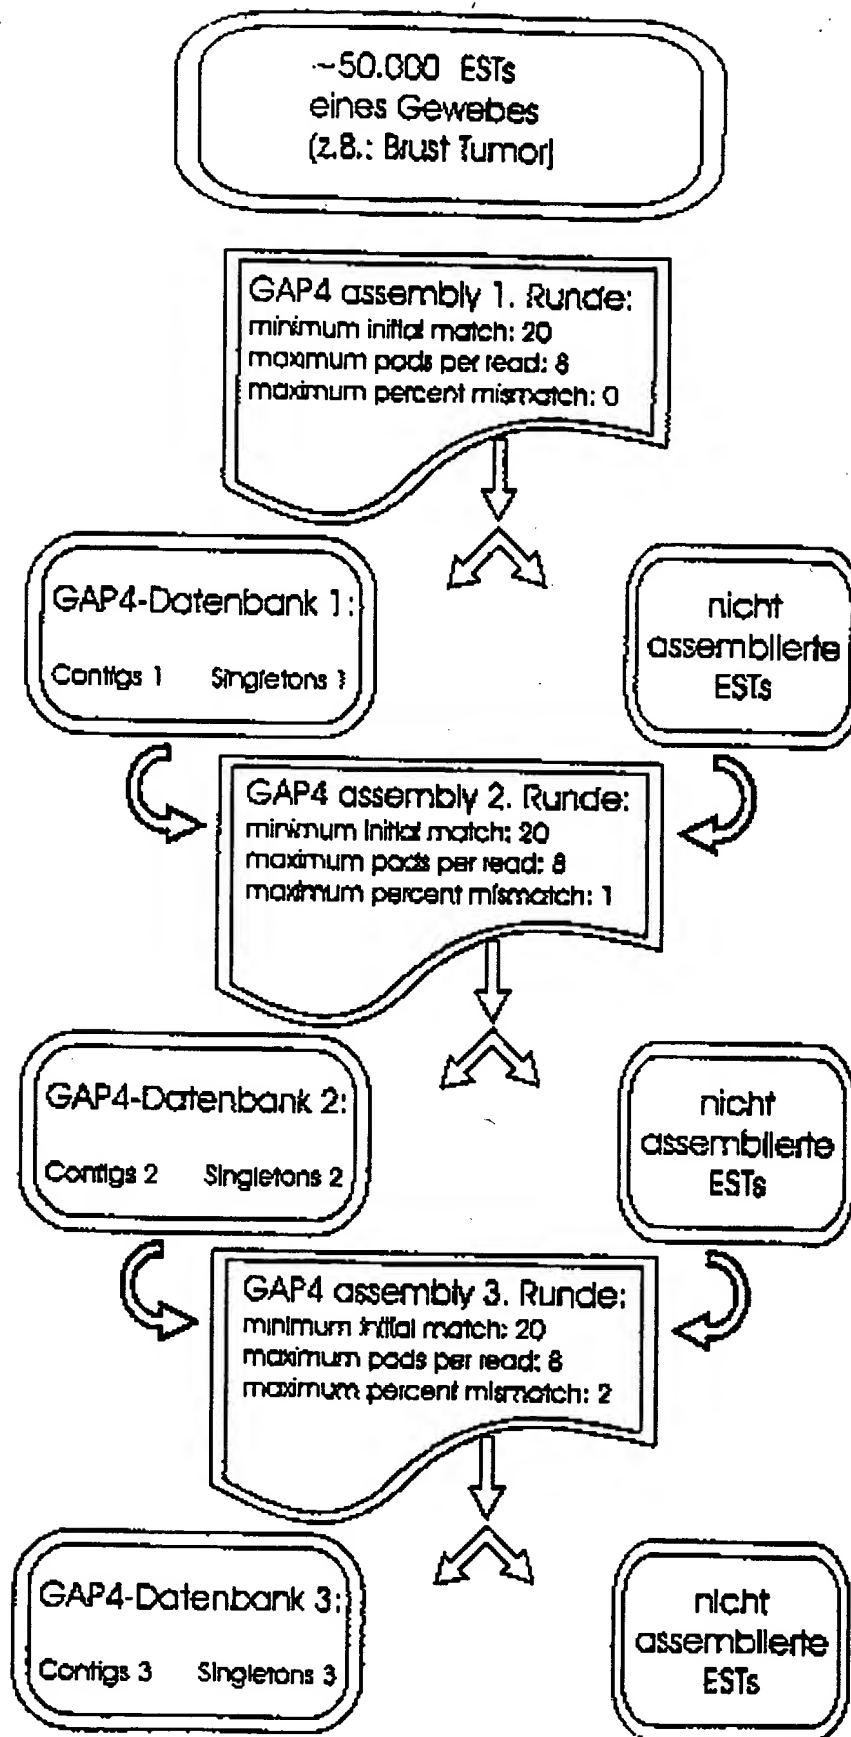 ~50.000 ESTs
eines Gewebes
(z.B.: Brust Tumor)
GAP4 assembly 1. Runde:
minimum initial match: 20
maximum pads per read: 8
maximum percent mismatch: 0
GAP4-Datenbank 1:
Contigs 1 Singletons 1
nicht
assemblierte
ESTs
GAP4 assembly 2. Runde:
minimum initial match: 20
maximum pads per read: 8
maximum percent mismatch: 1
GAP4-Datenbank 2:
Contigs 2 Singletons 2
nicht
assemblierte
ESTs
GAP4 assembly 3. Runde:
minimum initial match: 20
maximum pads per read: 8
maximum percent mismatch: 2
GAP4-Datenbank 3:
Contigs 3 Singletons 3
nicht
assemblierte
ESTs